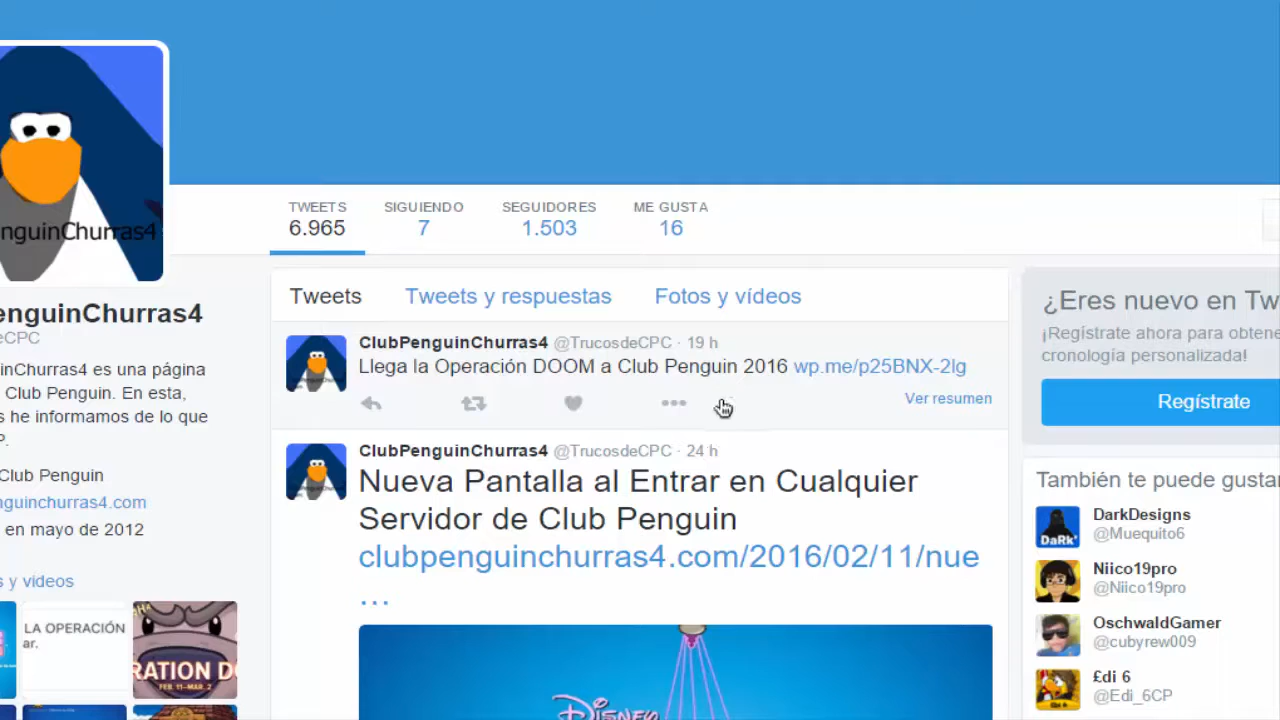 nguinChurras4
TWEETS SIGUIENDO SEGUIDORES ME GUSTA
6.965 7 1.503 16
enguinChurras4
eCPC
inChurras4 es una página
Club Penguin. En esta,
s he informamos de lo que
P.
Club Penguin
nguinchurras4.com
en mayo de 2012
s y videos
LA OPERACIÓN
ar.
HA
RATION D
FEB. 11-MAR. 2
Tweets Tweets y respuestas Fotos y vídeos
ClubPenguinChurras4 @TrucosdeCPC · 19 h
Llega la Operación DOOM a Club Penguin 2016 wp.me/p25BNX-2lg
Ver resumen
ClubPenguinChurras4 @TrucosdeCPC · 24 h
Nueva Pantalla al Entrar en Cualquier
Servidor de Club Penguin
clubpenguinchurras4.com/2016/02/11/nue
…
Disney
¿Eres nuevo en Tw
¡Regístrate ahora para obtene
cronología personalizada!
Regístrate
También te puede gustar
DaRk'
DarkDesigns
@Muequito6
Niico19pro
@Niico19pro
OschwaldGamer
@cubyrew009
£di 6
@Edi_6CP